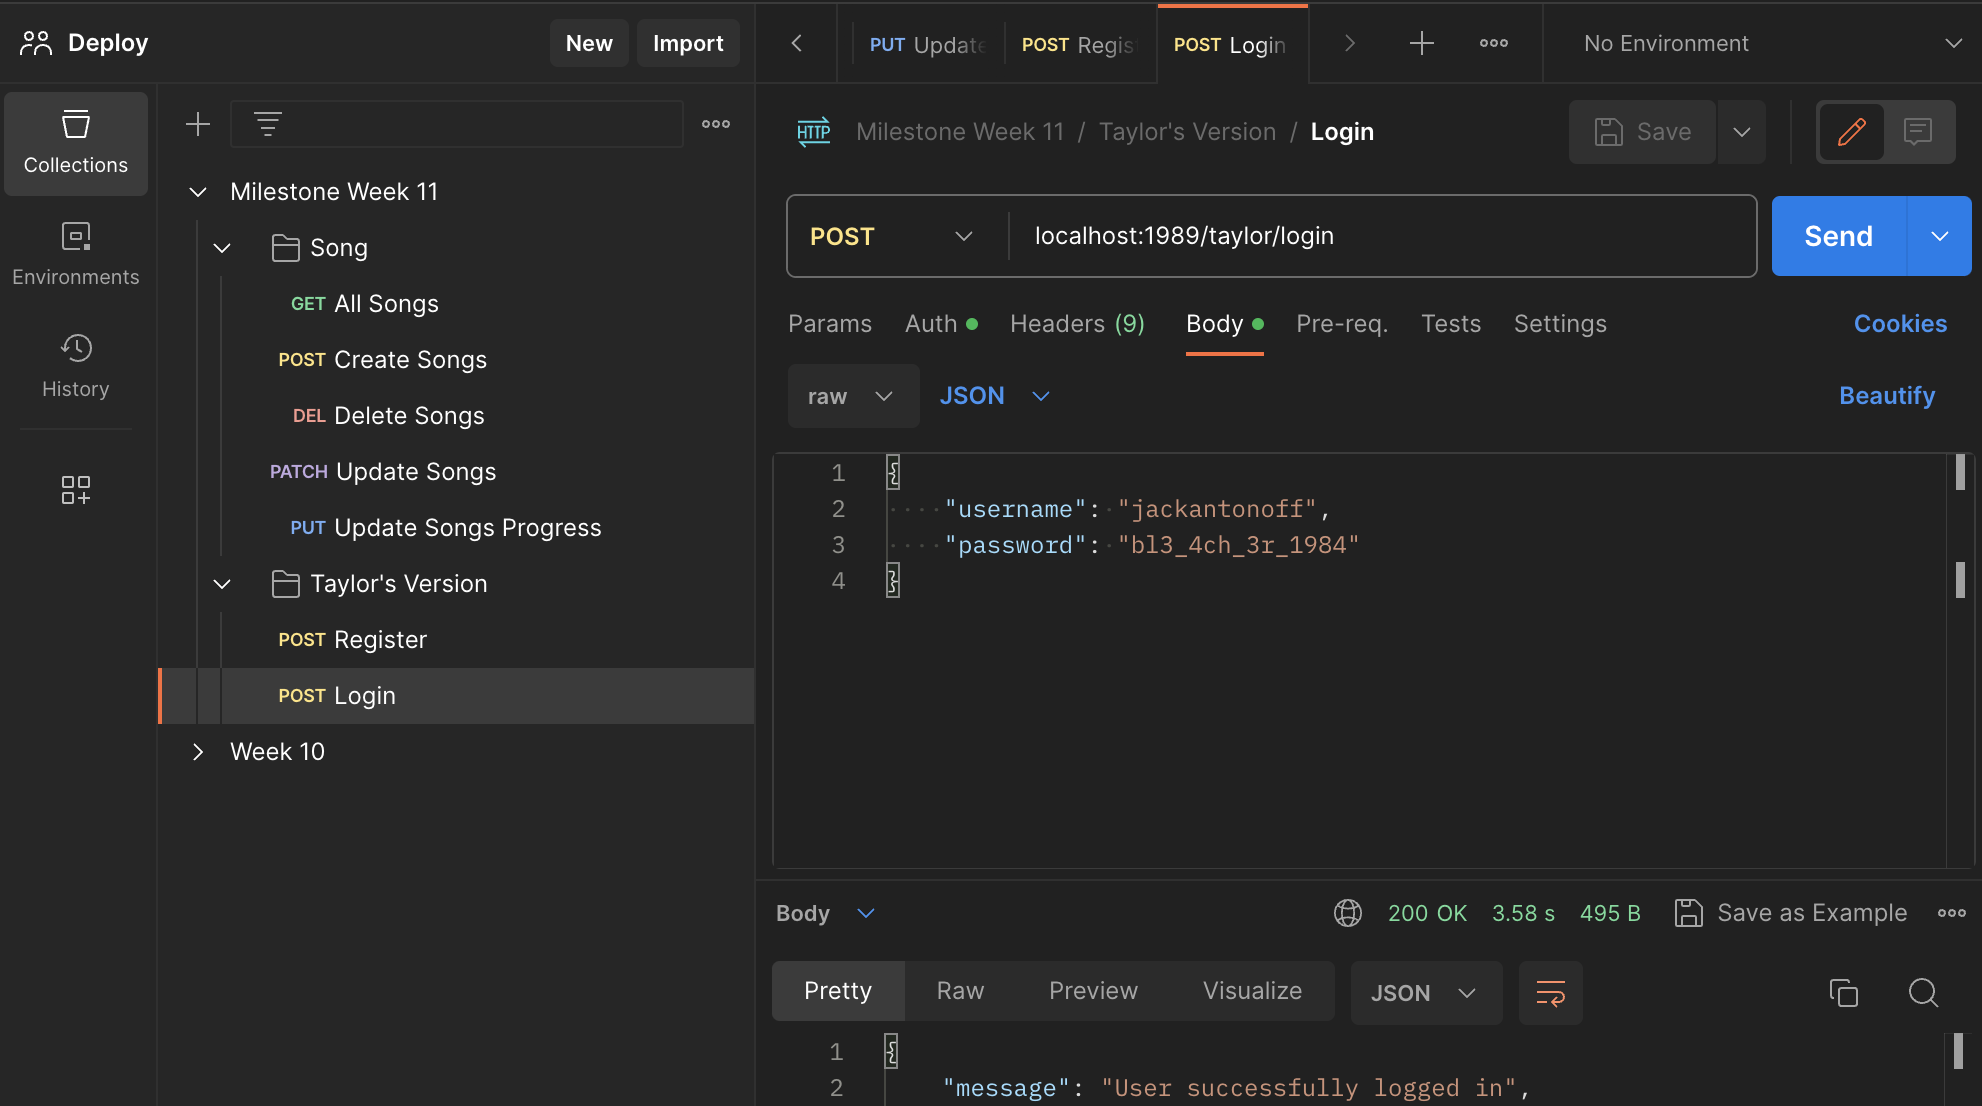 Deploy
New
Import
PUT Update
POST Regis
POST Login
No Environment
Collections
Environments
History
Milestone Week 11
Song
GET All Songs
POST Create Songs
DEL Delete Songs
PATCH Update Songs
PUT Update Songs Progress
Taylor's Version
POST Register
POST Login
Week 10
HTTP Milestone Week 11 / Taylor's Version / Login
Save
POST localhost:1989/taylor/login
Send
Params Auth Headers (9) Body Pre-req. Tests Settings Cookies
raw JSON Beautify
1 {
2 "username": "jackantonoff",
3 "password": "bl3_4ch_3r_1984"
4 }
Body 200 OK 3.58 s 495 B Save as Example
Pretty Raw Preview Visualize JSON
1 {
2 "message": "User successfully logged in",